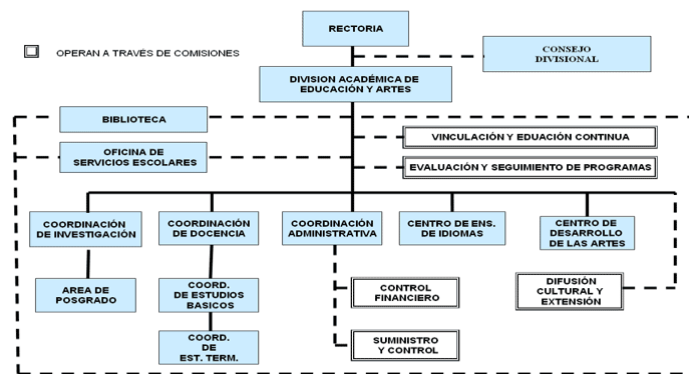 RECTORIA
OPERAN A TRAVÉS DE COMISIONES
CONSEJO
DIVISIONAL
DIVISION ACADÉMICA DE
EDUCACIÓN Y ARTES
BIBLIOTECA
VINCULACIÓN Y EDUACIÓN CONTINUA
OFICINA DE
SERVICIOS ESCOLARES
EVALUACIÓN Y SEGUIMIENTO DE PROGRAMAS
COORDINACIÓN
DE INVESTIGACIÓN
COORDINACIÓN
DE DOCENCIA
COORDINACIÓN
ADMINISTRATIVA
CENTRO DE ENS.
DE IDIOMAS
CENTRO DE
DESARROLLO
DE LAS ARTES
AREA DE
POSGRADO
COORD.
DE ESTUDIOS
BASICOS
CONTROL
FINANCIERO
DIFUSIÓN
CULTURAL Y
EXTENSIÓN
COORD.
DE
EST. TERM.
SUMINISTRO
Y CONTROL